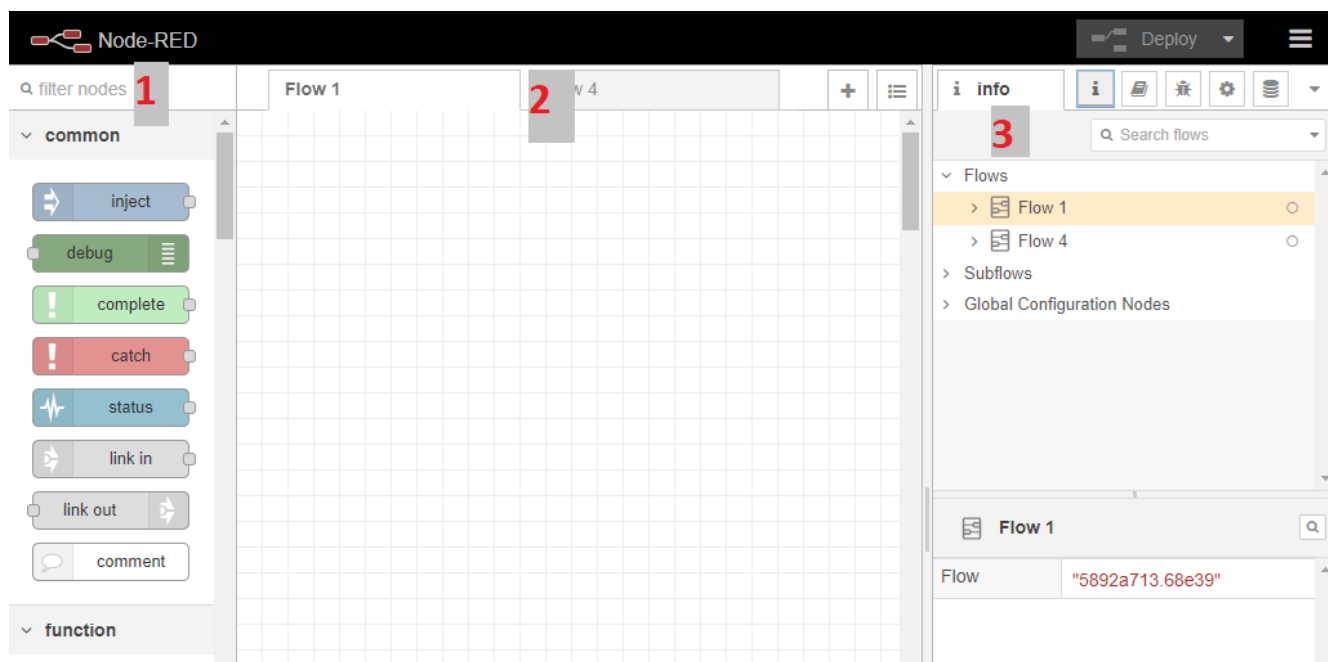 Node-RED
Deploy
filter nodes
1
Flow 1
2
4
i info
i
3
Search flows
common
inject
debug
complete
catch
status
link in
link out
comment
function
Flows
Flow 1
Flow 4
Subflows
Global Configuration Nodes
Flow 1
Flow
"5892a713.68e39"